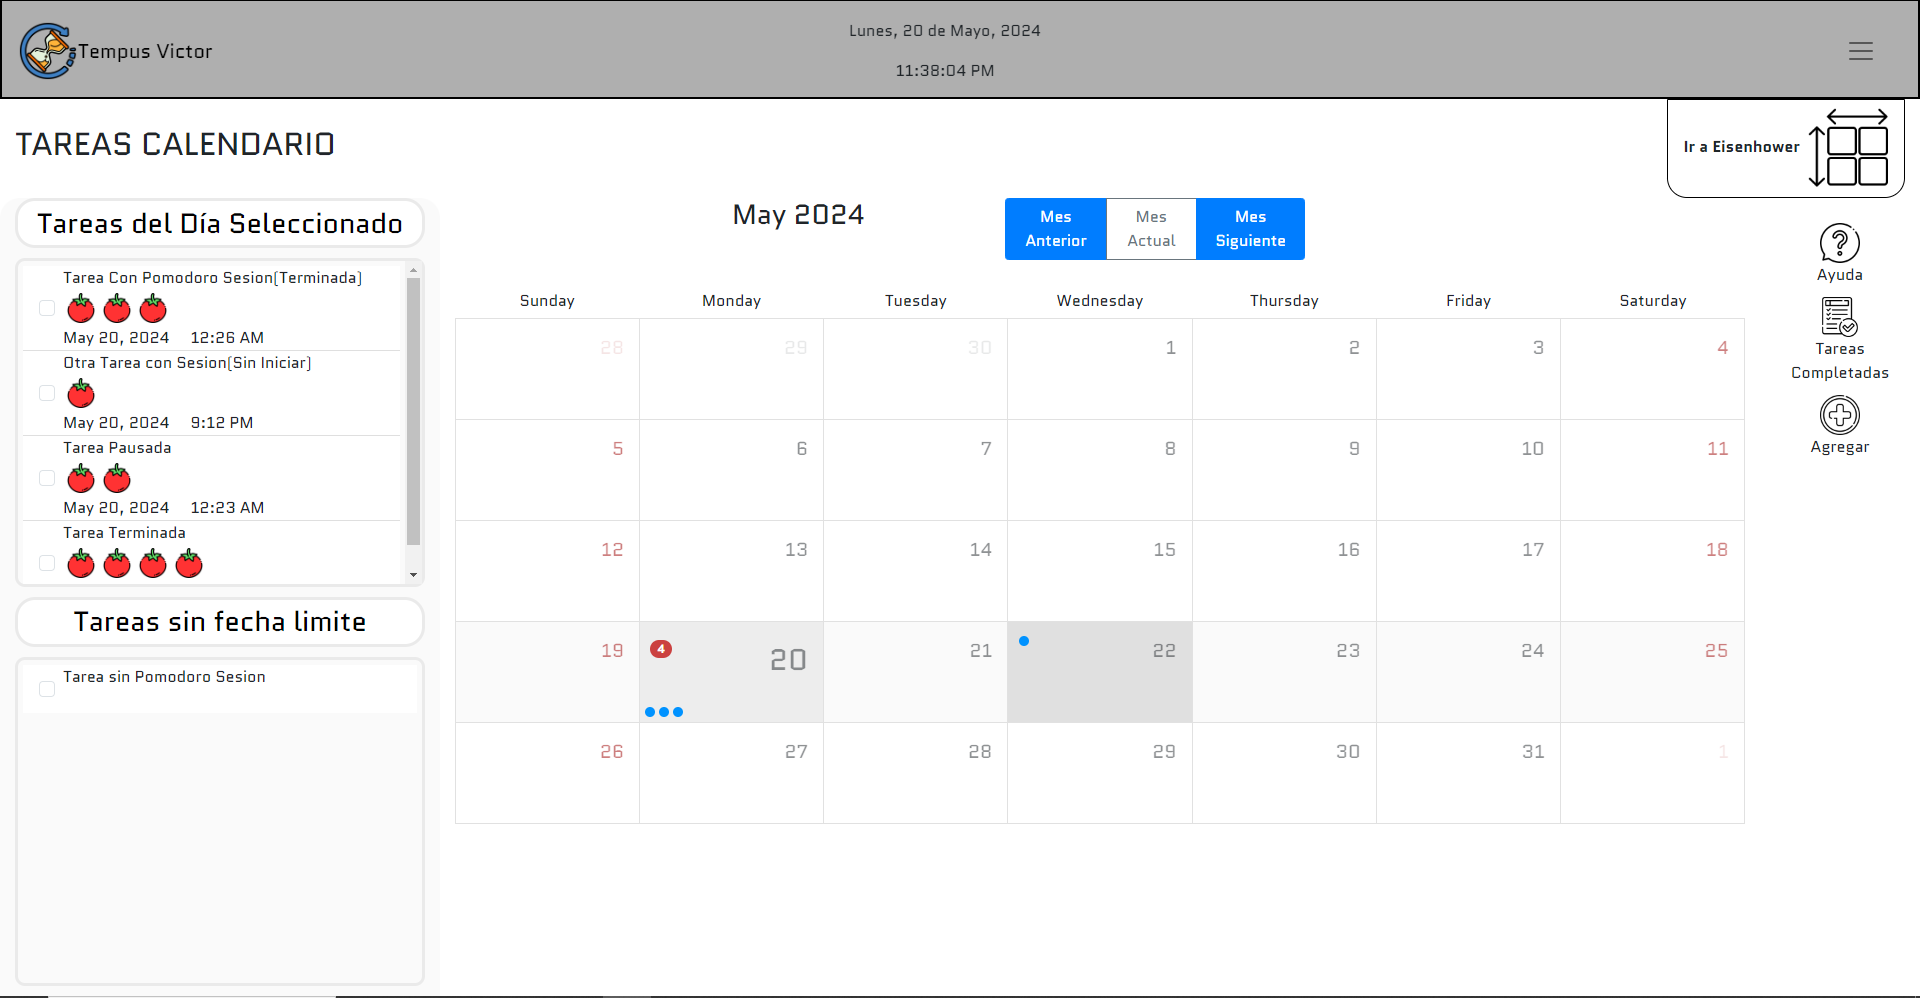 Tempus Victor
Lunes, 20 de Mayo, 2024
11:38:04 PM
TAREAS CALENDARIO
Ir a Eisenhower
Tareas del Día Seleccionado
Tarea Con Pomodoro Sesion(Terminada)
May 20, 2024 12:26 AM
Otra Tarea con Sesion(Sin Iniciar)
May 20, 2024 9:12 PM
Tarea Pausada
May 20, 2024 12:23 AM
Tarea Terminada
Tareas sin fecha limite
Tarea sin Pomodoro Sesion
May 2024
Mes Anterior
Mes Actual
Mes Siguiente
Sunday Monday Tuesday Wednesday Thursday Friday Saturday
28 29 30 1 2 3 4
5 6 7 8 9 10 11
12 13 14 15 16 17 18
19 4 20 21 22 23 24 25
26 27 28 29 30 31 1
Ayuda
Tareas
Completadas
Agregar